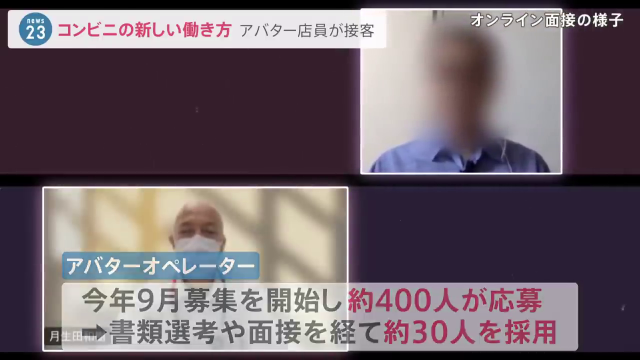 news
23
コンビニの新しい働き方 アバター店員が接客
オンライン面接の様子
アバターオペレーター
今年9月募集を開始し 約400人が応募
➡書類選考や面接を経て約30人を採用